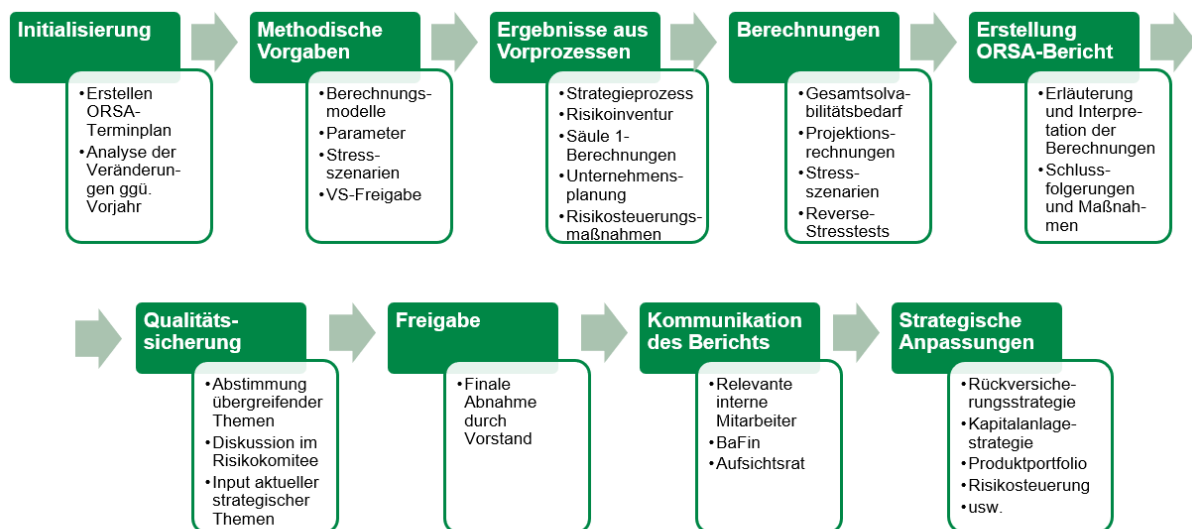 Initialisierung
• Erstellen
ORSA-
Terminplan
• Analyse der
Veränderun-
gen ggü.
Vorjahr
Methodische
Vorgaben
• Berechnungs-
modelle
• Parameter
• Stress-
szenarien
• VS-Freigabe
Ergebnisse aus
Vorprozessen
• Strategieprozess
• Risikoinventur
• Säule 1-
Berechnungen
• Unternehmens-
planung
• Risikosteuerungs-
maßnahmen
Berechnungen
• Gesamtsolva-
bilitätsbedarf
• Projektions-
rechnungen
• Stress-
szenarien
• Reverse-
Stresstests
Erstellung
ORSA-Bericht
• Erläuterung
und Interpre-
tation der
Berechnungen
• Schluss-
folgerungen
und Maßnah-
men
Qualitäts-
sicherung
• Abstimmung
übergreifender
Themen
• Diskussion im
Risikokomitee
• Input aktueller
strategischer
Themen
Freigabe
• Finale
Abnahme
durch
Vorstand
Kommunikation
des Berichts
• Relevante
interne
Mitarbeiter
• BaFin
• Aufsichtsrat
Strategische
Anpassungen
• Rückversiche-
rungsstrategie
• Kapitalanlage-
strategie
• Produktportfolio
• Risikosteuerung
• usw.